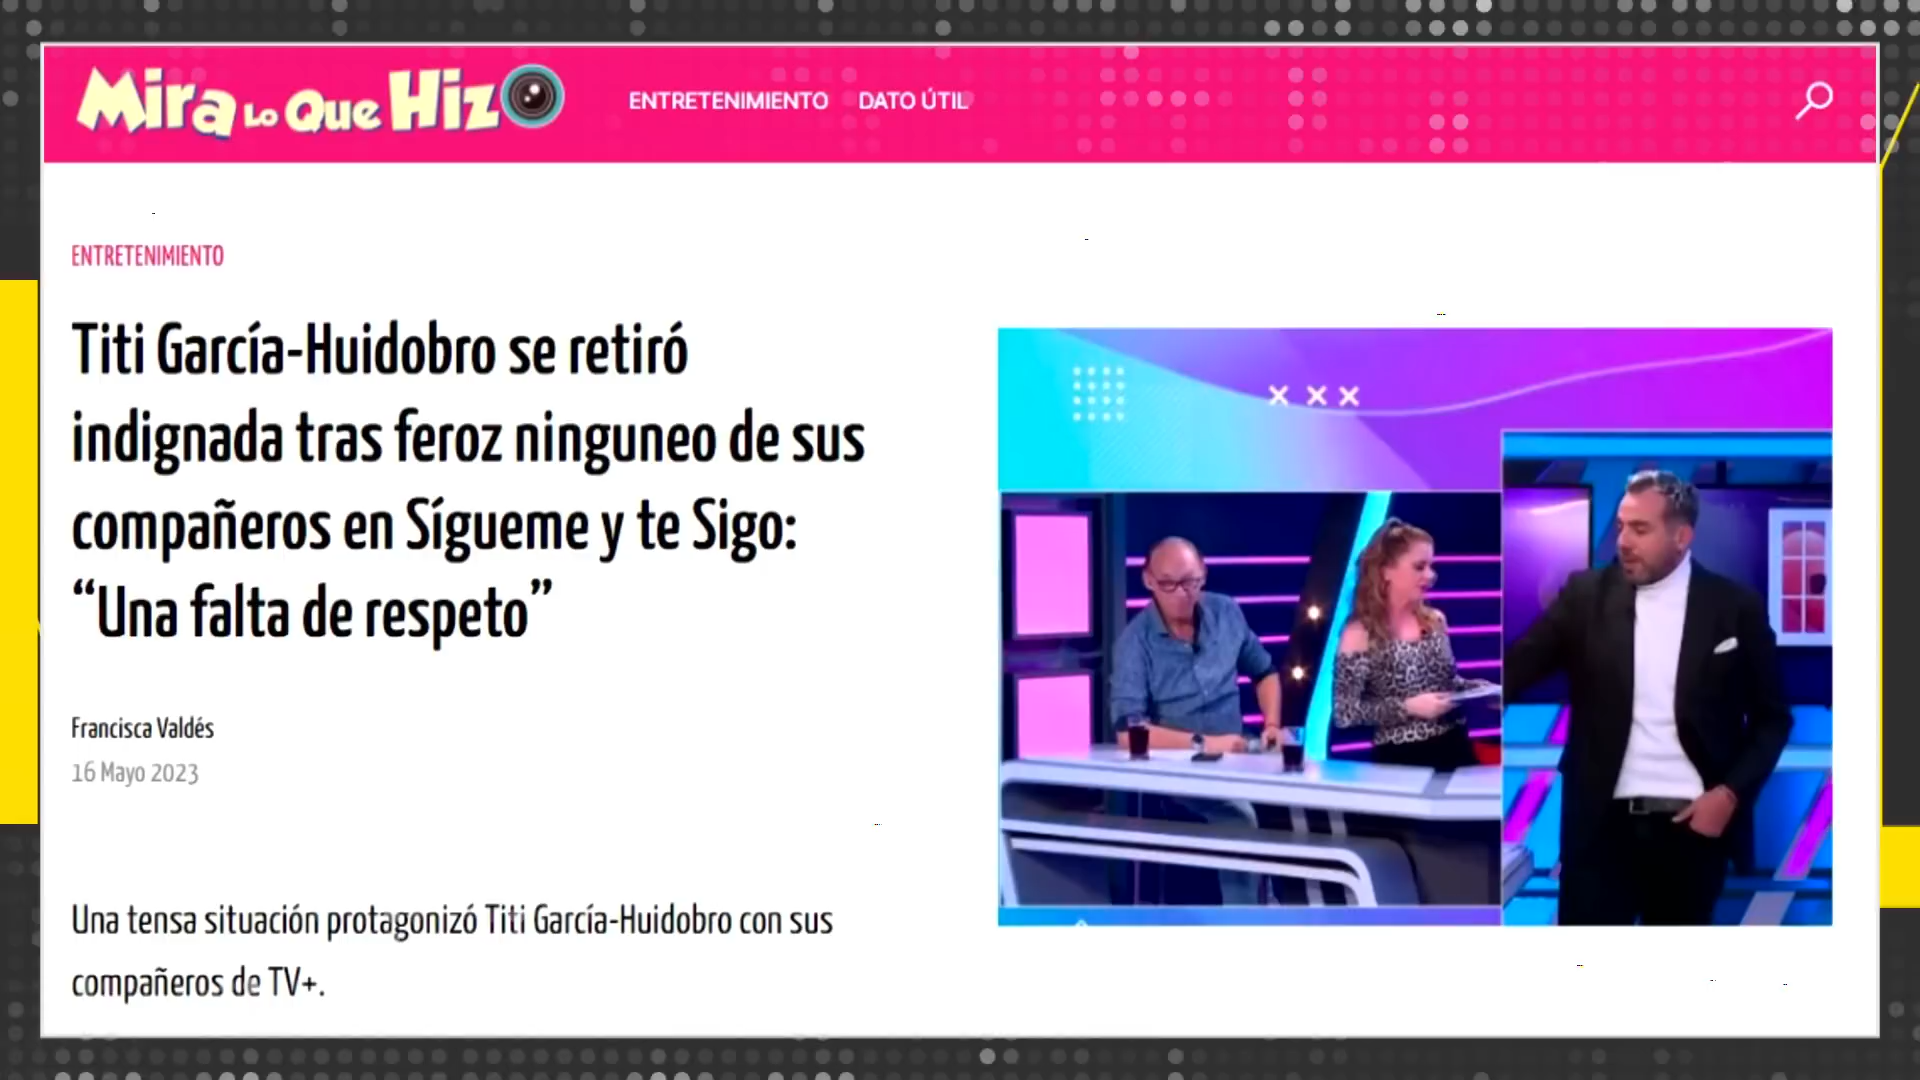 Mira Lo Que Hizo
ENTRETENIMIENTO DATO ÚTIL
ENTRETENIMIENTO
Titi García-Huidobro se retiró
indignada tras feroz ninguneo de sus
compañeros en Sígueme y te Sigo:
“Una falta de respeto”
Francisca Valdés
16 Mayo 2023
Una tensa situación protagonizó Titi García-Huidobro con sus
compañeros de TV+.